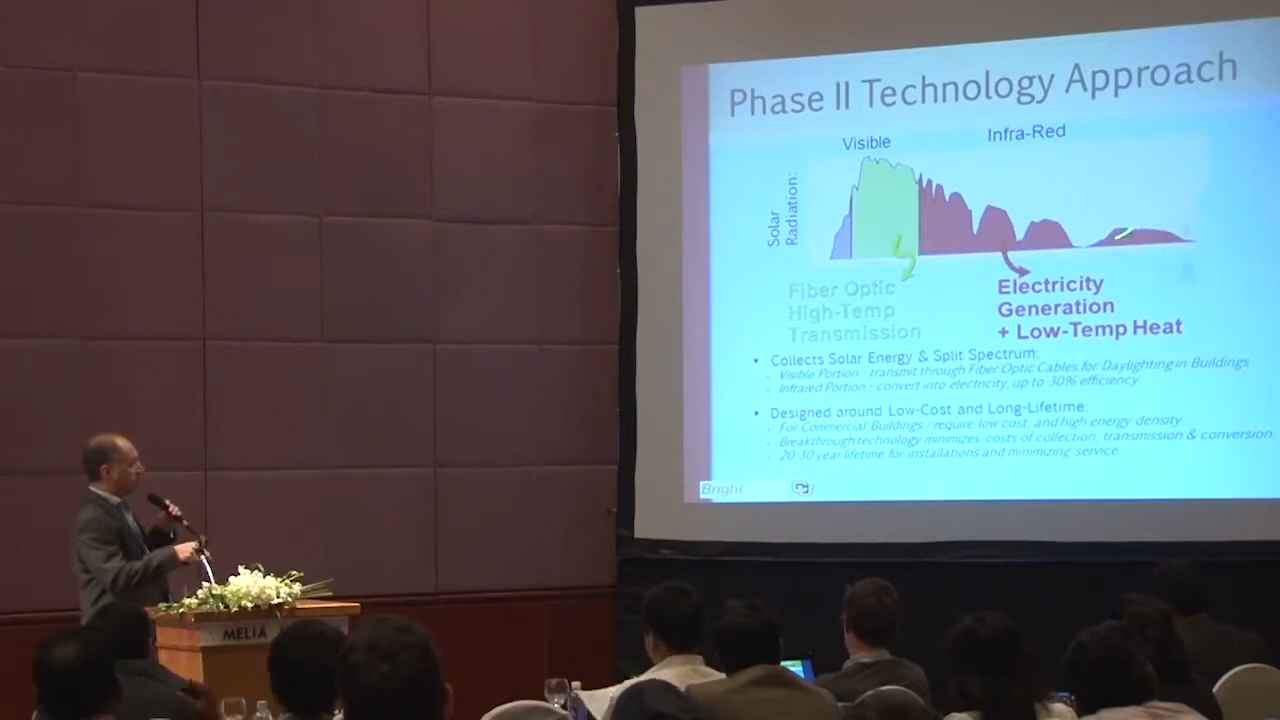 Phase II Technology Approach
Visible
Infra-Red
Solar
Radiation:
Fiber Optic
High-Temp
Transmission
Electricity
Generation
+ Low-Temp Heat
• Collects Solar Energy & Split Spectrum:
- Visible Portion - transmit through Fiber Optic Cables for Daylighting in Buildings
- Infrared Portion - convert into electricity, up to 30% efficiency
• Designed around Low-Cost and Long-Lifetime:
- For Commercial Buildings - require low cost, and high energy density
- Breakthrough technology minimizes costs of collection, transmission & conversion
- 20-30 year lifetime for installations and minimizing service
Bright
MELIÁ